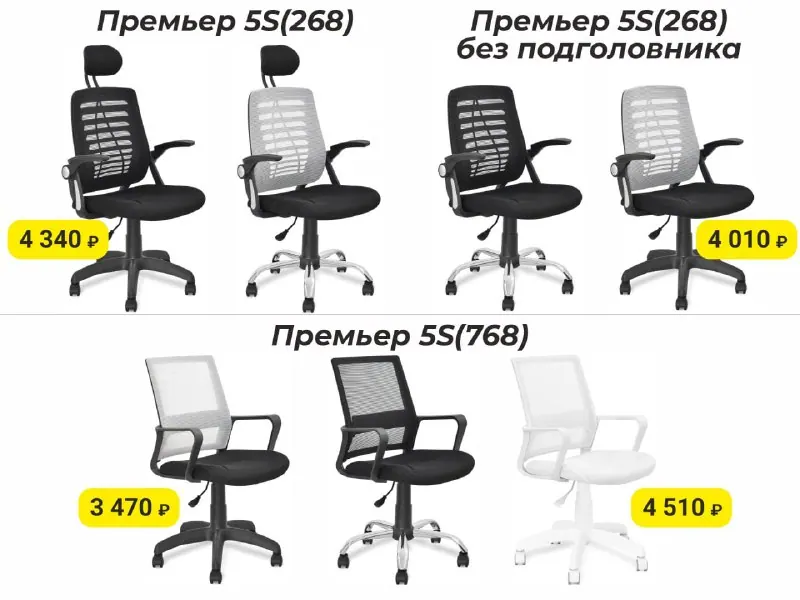 Премьер 5S(268)
Премьер 5S(268)
без подголовника
4 340 ₽
4 010 ₽
Премьер 5S(768)
3 470 ₽
4 510 ₽